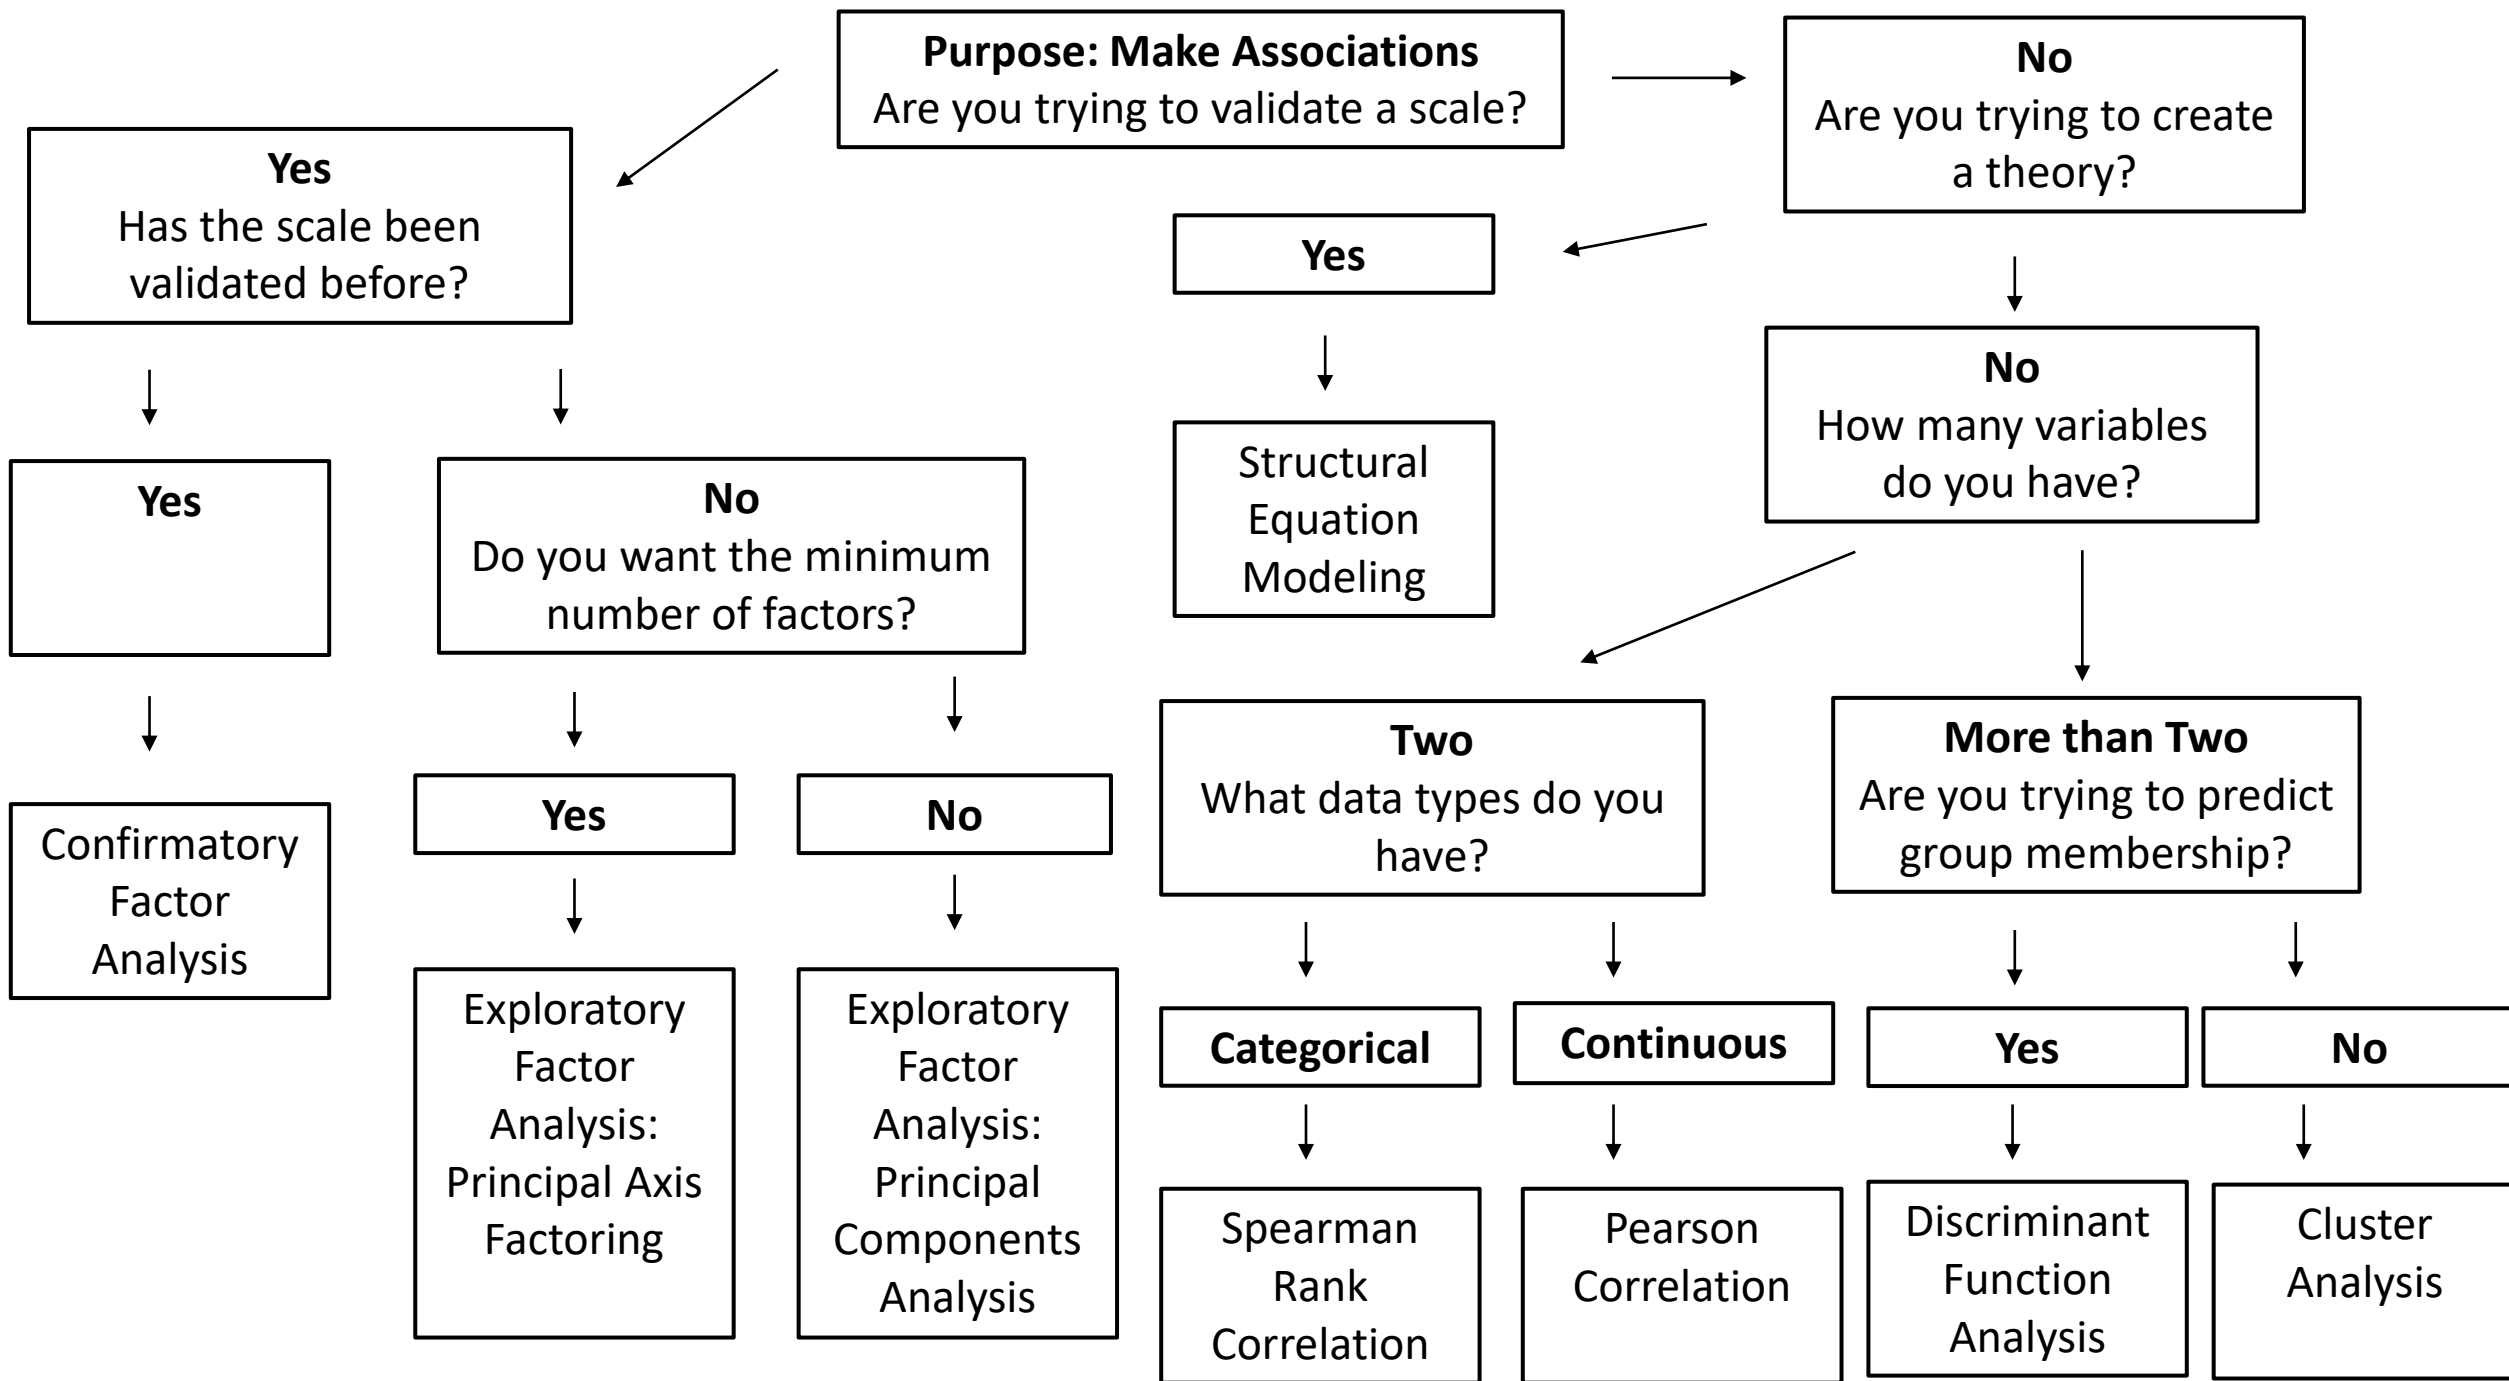 Purpose: Make Associations
Are you trying to validate a scale?
No
Are you trying to create
a theory?
Yes
Has the scale been
validated before?
Yes
No
How many variables
do you have?
Structural
Equation
Modeling
Yes
No
Do you want the minimum
number of factors?
Two
What data types do you
have?
More than Two
Are you trying to predict
group membership?
Yes
No
Confirmatory
Factor
Analysis
Exploratory
Factor
Analysis:
Principal Axis
Factoring
Exploratory
Factor
Analysis:
Principal
Components
Analysis
Categorical
Continuous
Yes
No
Spearman
Rank
Correlation
Pearson
Correlation
Discriminant
Function
Analysis
Cluster
Analysis